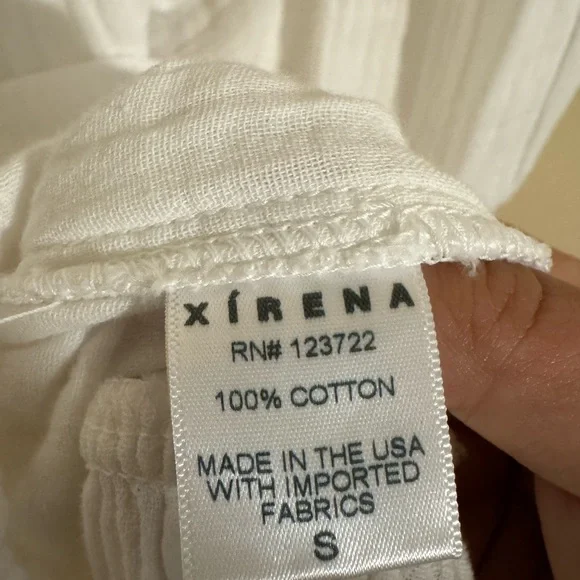 XÍRENA
RN# 123722
100% COTTON
MADE IN THE USA
WITH IMPORTED
FABRICS
S